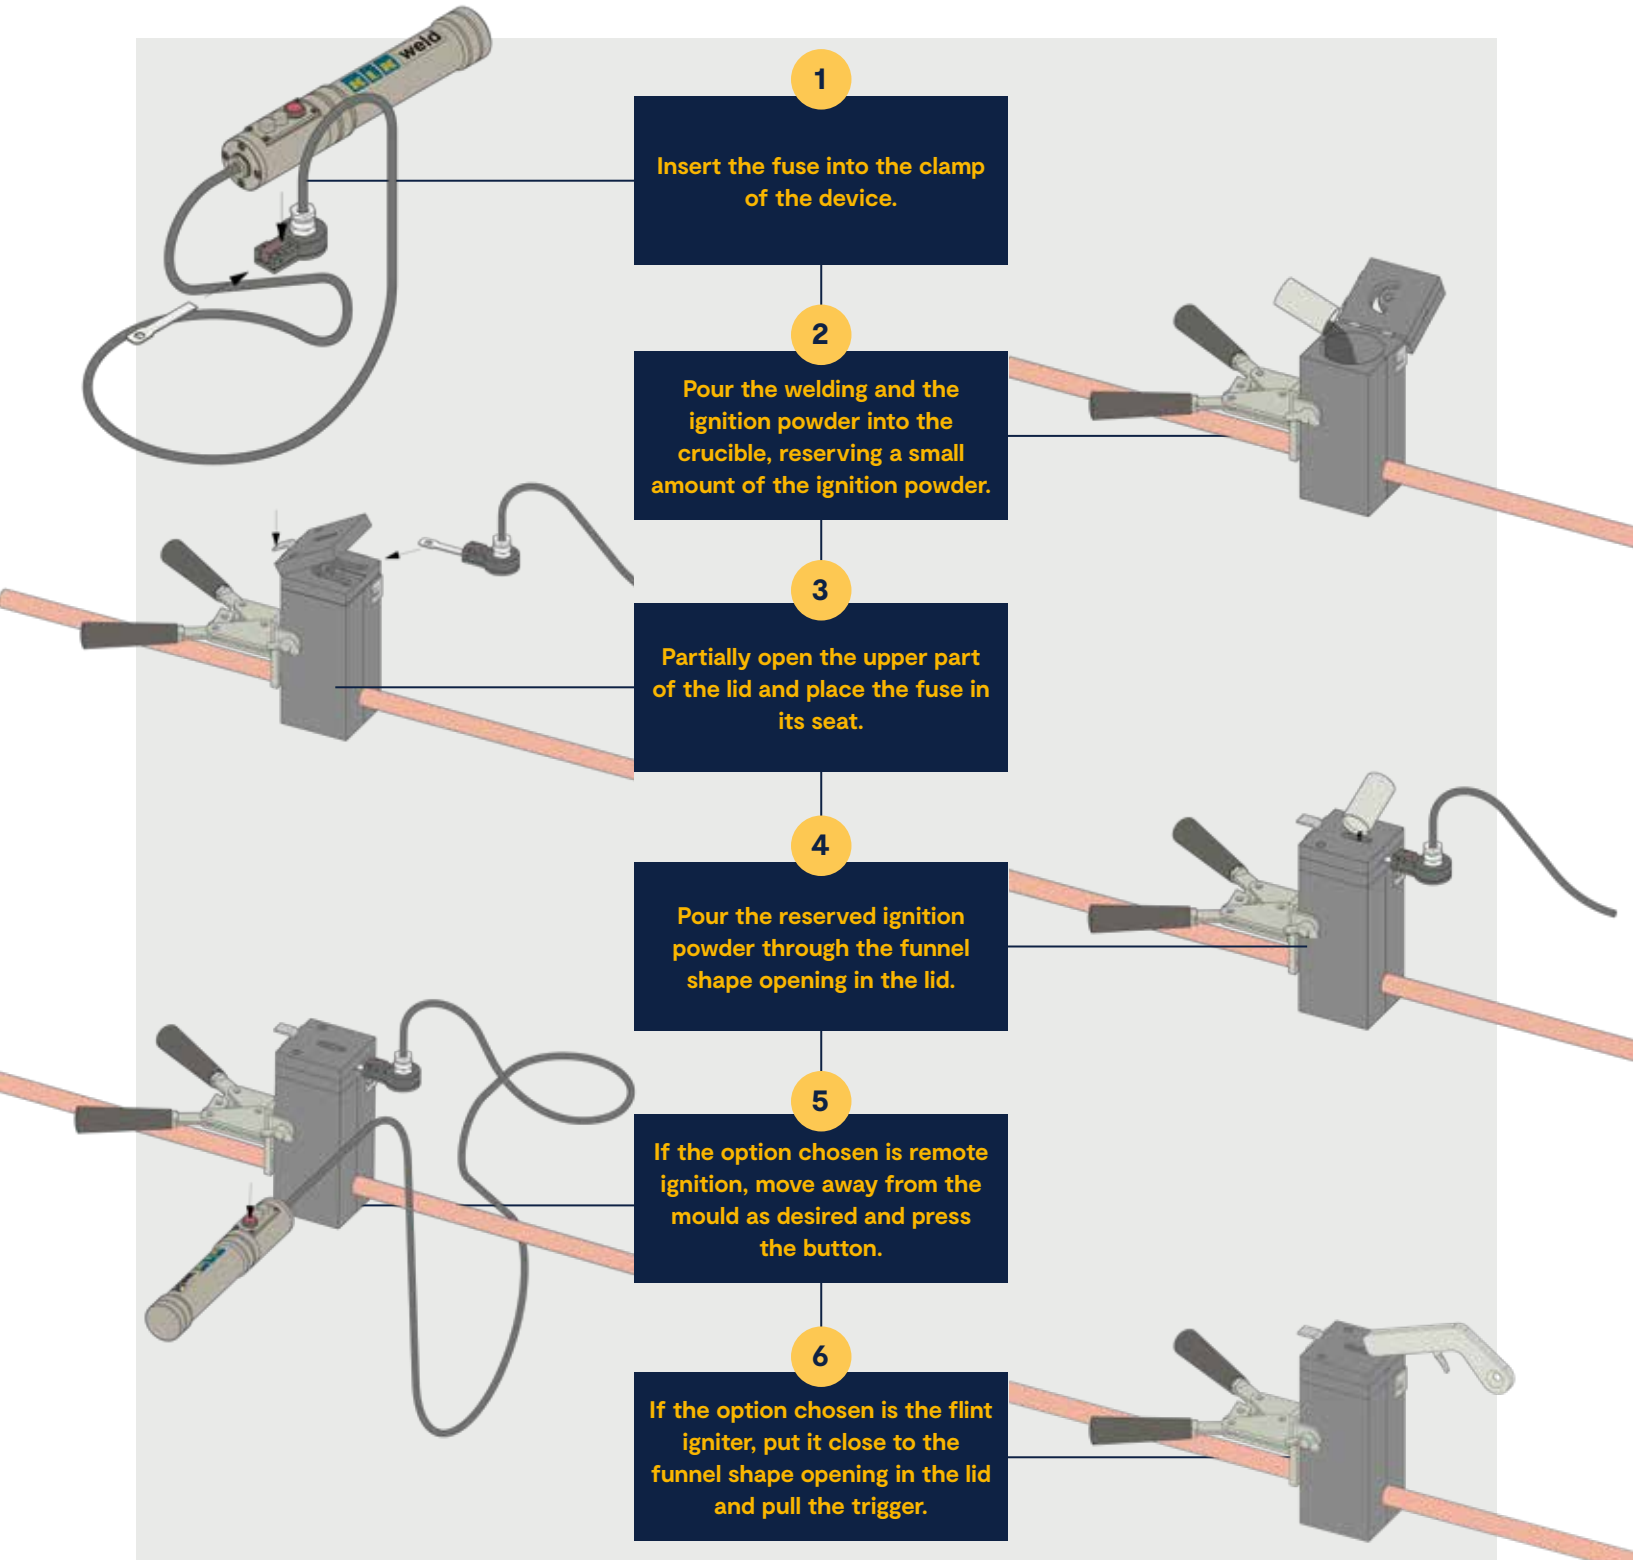 KLK weld
1
Insert the fuse into the clamp
of the device.
2
Pour the welding and the
ignition powder into the
crucible, reserving a small
amount of the ignition powder.
3
Partially open the upper part
of the lid and place the fuse in
its seat.
4
Pour the reserved ignition
powder through the funnel
shape opening in the lid.
5
If the option chosen is remote
ignition, move away from the
mould as desired and press
the button.
6
If the option chosen is the flint
igniter, put it close to the
funnel shape opening in the lid
and pull the trigger.